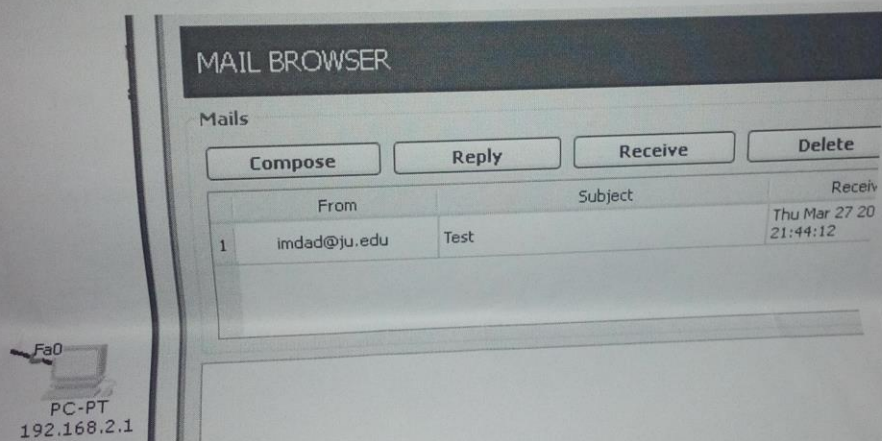 MAIL BROWSER
Mails
Compose Reply Receive Delete
From Subject
1 imdad@ju.edu Test Thu Mar 27 20
21:44:12
Fa0
PC-PT
192.168.2.1